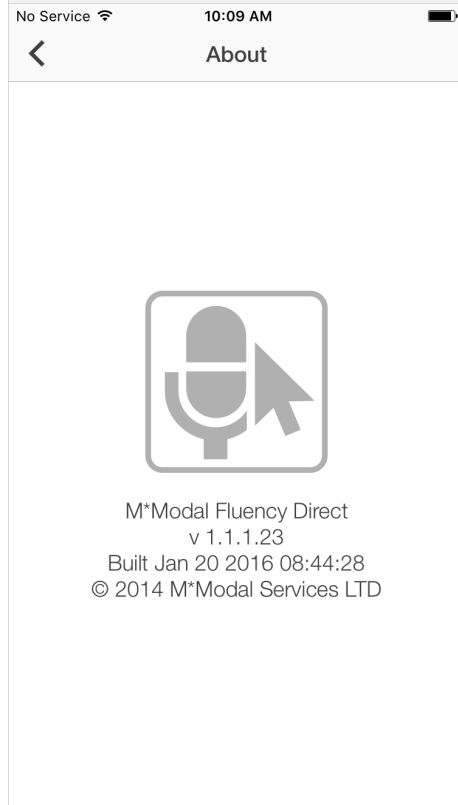 No Service 10:09 AM
About
M*Modal Fluency Direct
v 1.1.1.23
Built Jan 20 2016 08:44:28
© 2014 M*Modal Services LTD